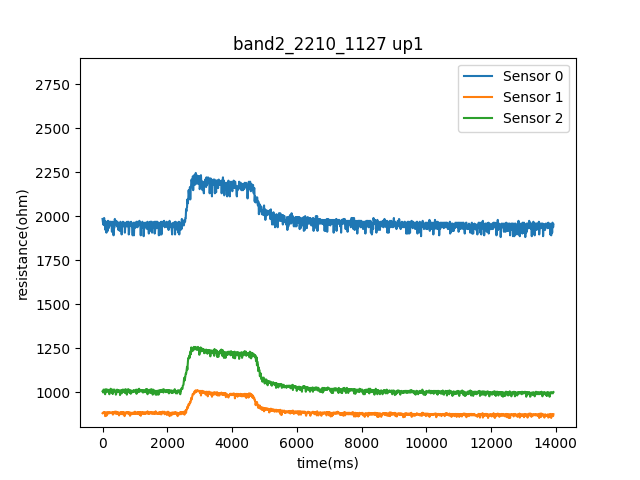 band2_2210_1127 up1
Sensor 0
Sensor 1
Sensor 2
resistance(ohm)
2750
2500
2250
2000
1750
1500
1250
1000
0 2000 4000 6000 8000 10000 12000 14000
time(ms)